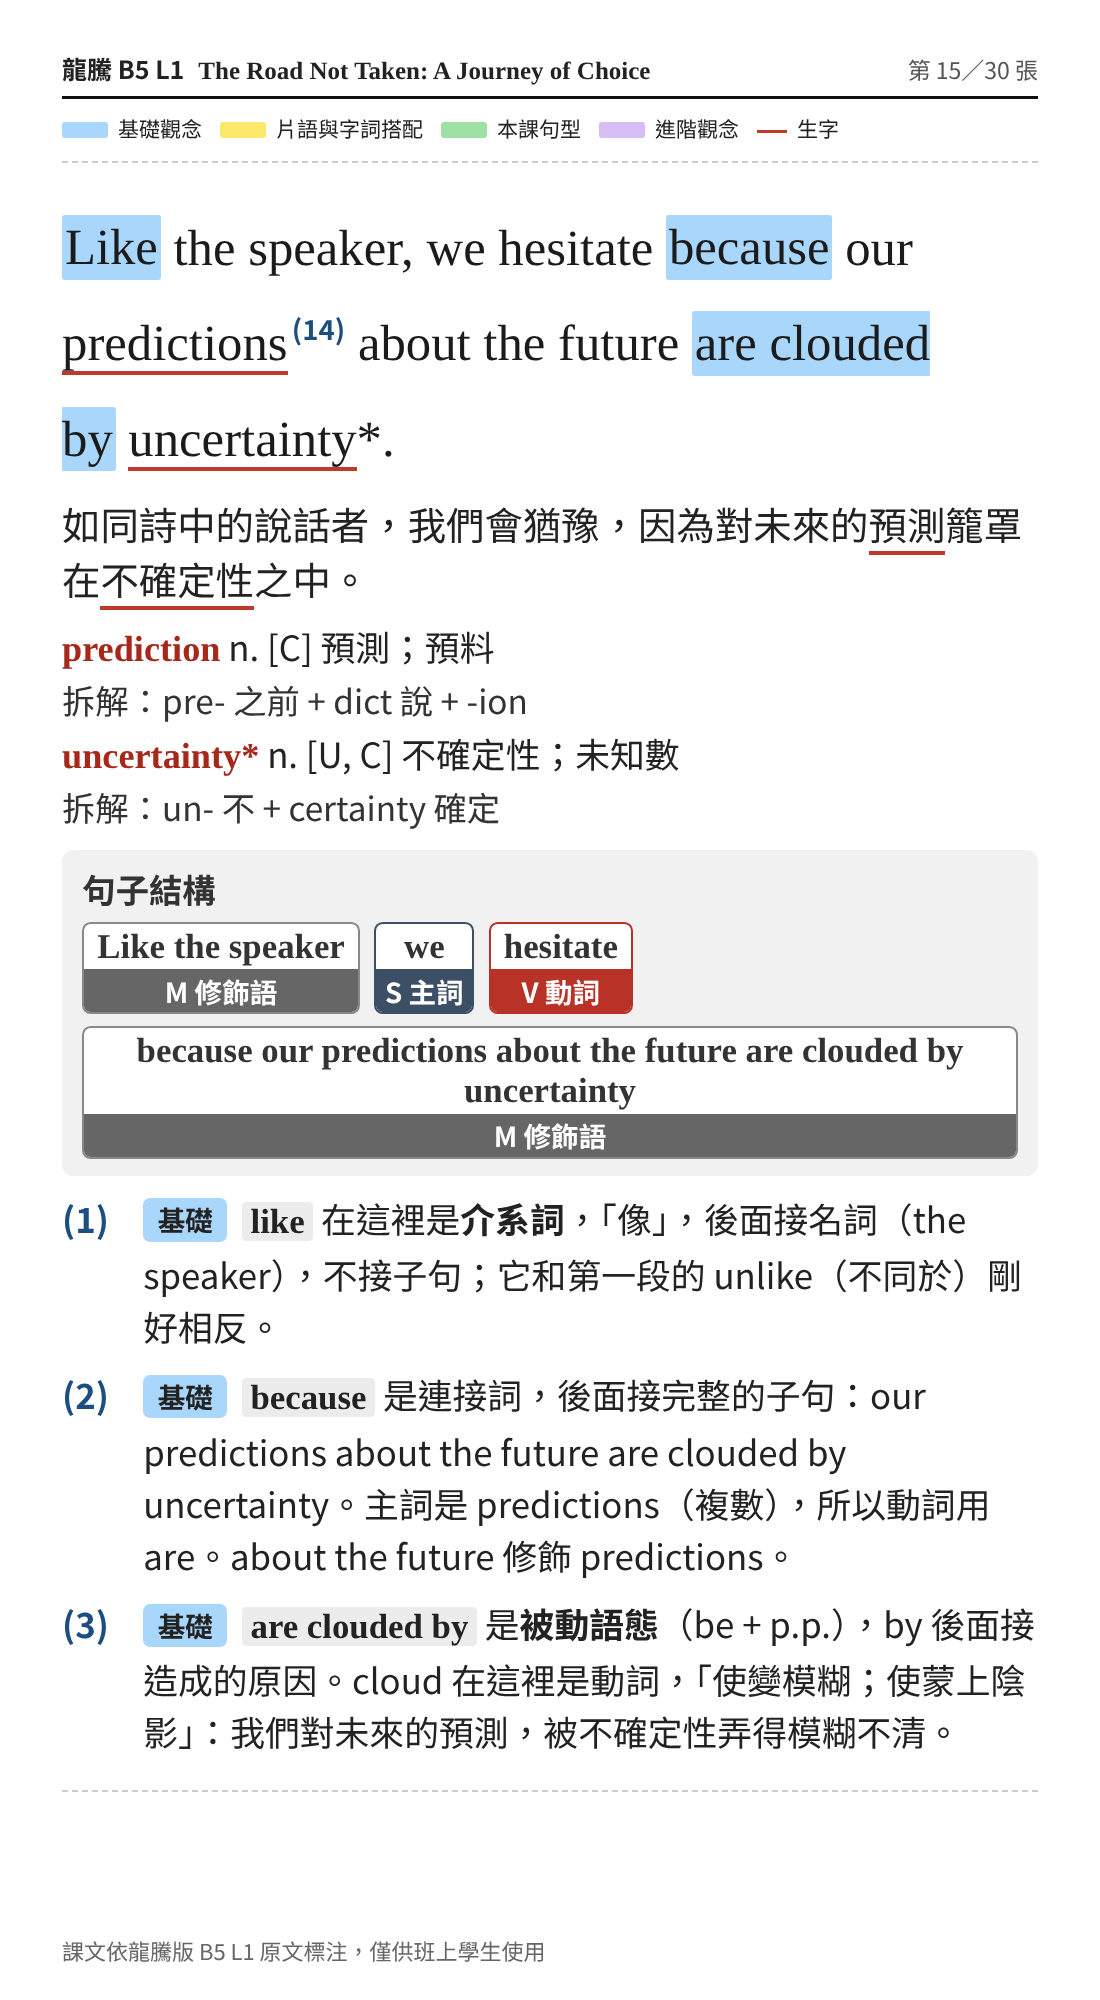 龍騰 B5 L1 The Road Not Taken: A Journey of Choice 第 15／30 張
基礎觀念 片語與字詞搭配 本課句型 進階觀念 生字
Like the speaker, we hesitate because our
predictions(14) about the future are clouded
by uncertainty*.
如同詩中的說話者，我們會猶豫，因為對未來的預測籠罩
在不確定性之中。
prediction n. [C] 預測；預料
拆解：pre- 之前 + dict 說 + -ion
uncertainty* n. [U, C] 不確定性；未知數
拆解：un- 不 + certainty 確定
句子結構
Like the speaker we hesitate
M 修飾語 S 主詞 V 動詞
because our predictions about the future are clouded by
uncertainty
M 修飾語
(1) 基礎 like 在這裡是介系詞，「像」，後面接名詞（the
speaker），不接子句；它和第一段的 unlike（不同於）剛
好相反。
(2) 基礎 because 是連接詞，後面接完整的子句：our
predictions about the future are clouded by
uncertainty。主詞是 predictions（複數），所以動詞用
are。about the future 修飾 predictions。
(3) 基礎 are clouded by 是被動語態（be + p.p.），by 後面接
造成的原因。cloud 在這裡是動詞，「使變模糊；使蒙上陰
影」：我們對未來的預測，被不確定性弄得模糊不清。
課文依龍騰版 B5 L1 原文標注，僅供班上學生使用